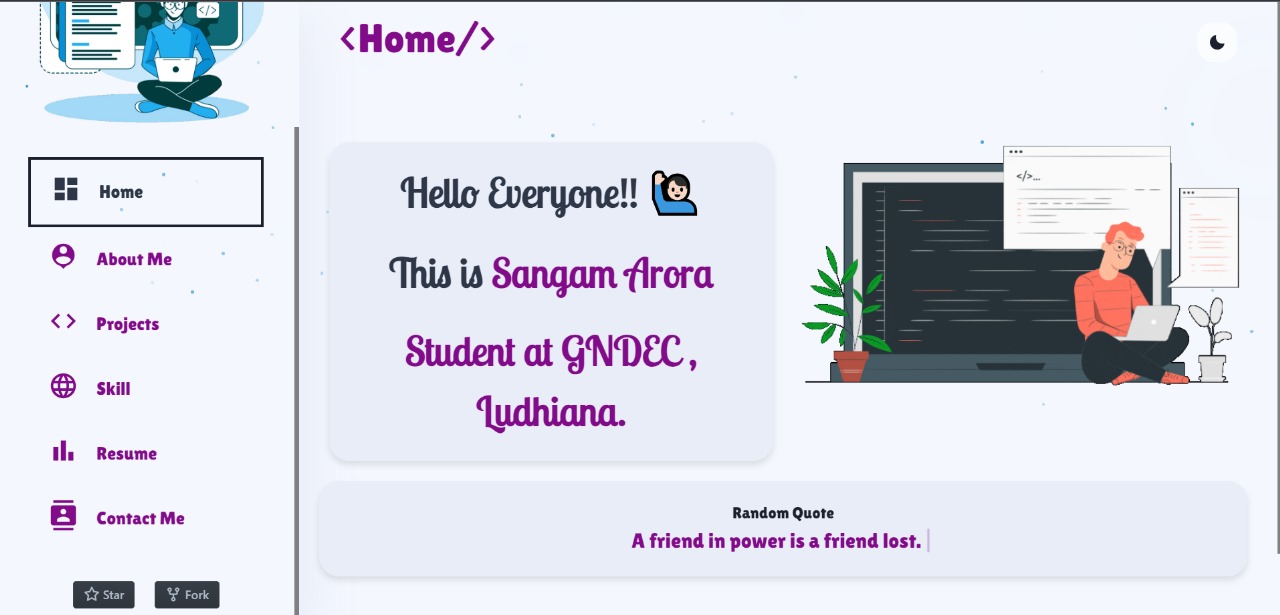 </>
<Home/>
Home
About Me
Projects
Skill
Resume
Contact Me
Star
Fork
Hello Everyone!! 🙋
This is Sangam Arora
Student at GNDEC ,
Ludhiana.
</>...
Random Quote
A friend in power is a friend lost.